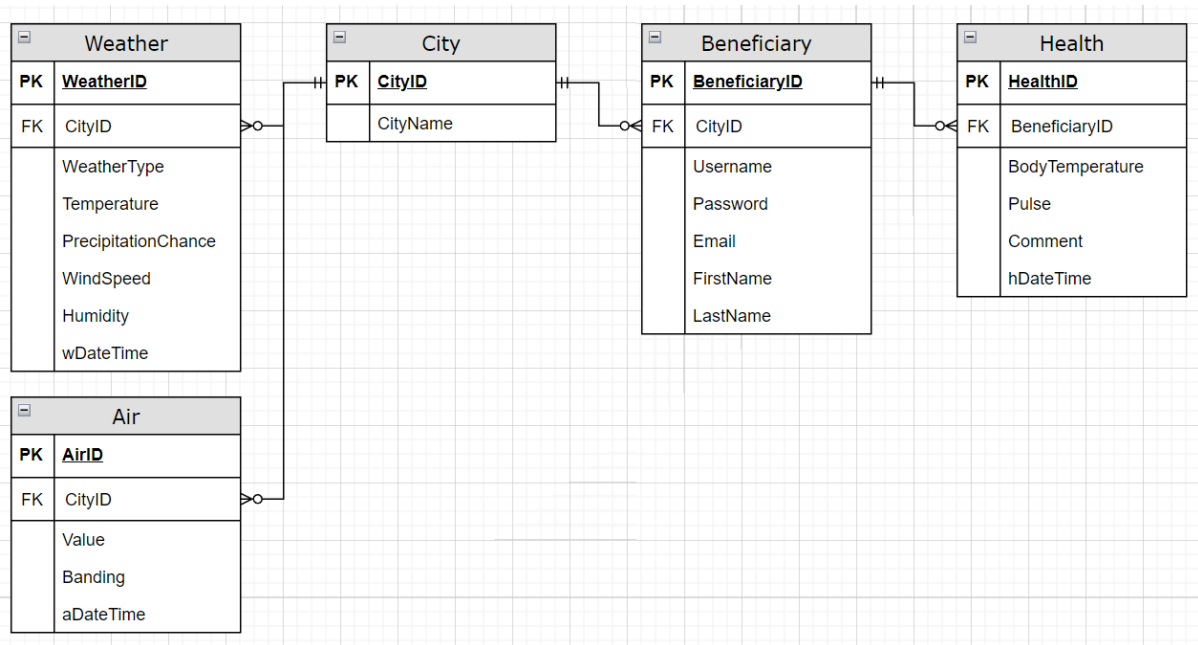 Weather
PK WeatherID
FK CityID
WeatherType
Temperature
PrecipitationChance
WindSpeed
Humidity
wDateTime
Air
PK AirID
FK CityID
Value
Banding
aDateTime
City
PK CityID
CityName
Beneficiary
PK BeneficiaryID
FK CityID
Username
Password
Email
FirstName
LastName
Health
PK HealthID
FK BeneficiaryID
BodyTemperature
Pulse
Comment
hDateTime